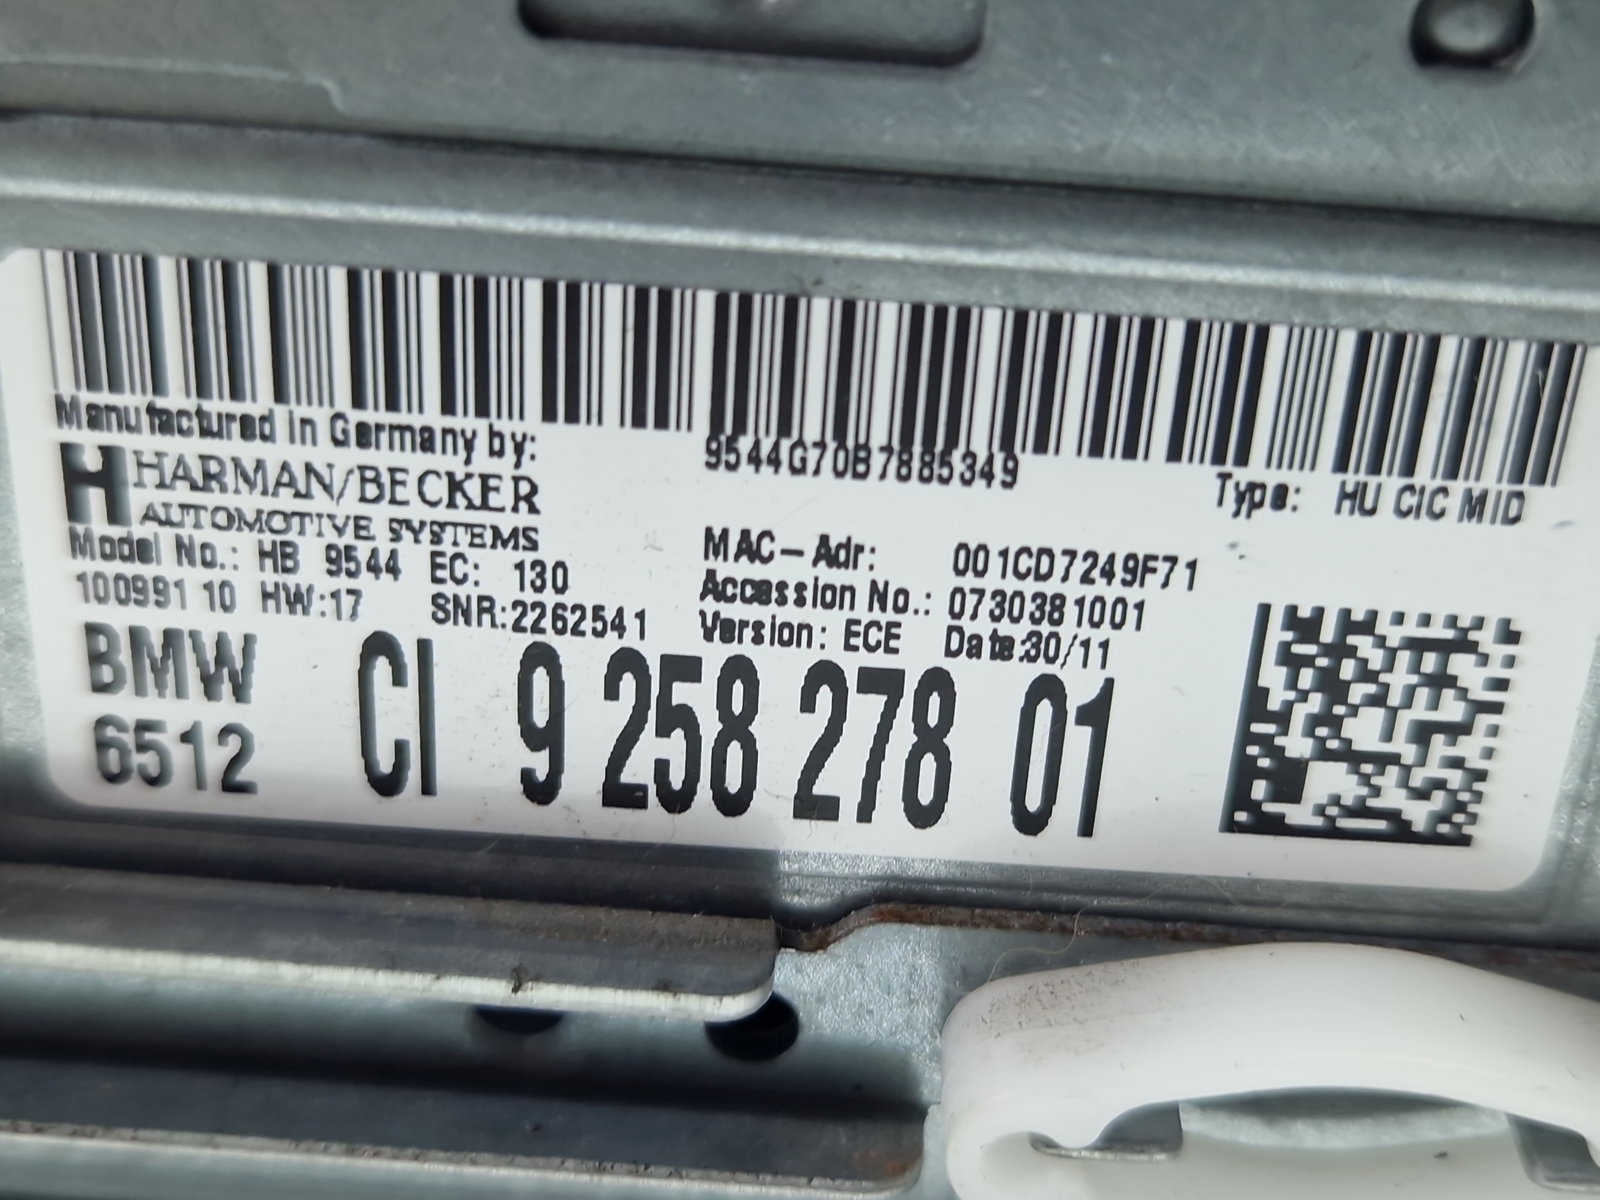 Manufactured in Germany by:
HARMAN/BECKER
AUTOMOTIVE SYSTEMS
Model No.: HB 9544 EC: 130
10099110 HW:17 SNR:2262541
9544G70B7885349
Type: HU CIC MID
MAC-Adr: 001CD7249F71
Accession No.: 0730381001
Version: ECE Date:30/11
BMW
6512
CI 9 258 278 01